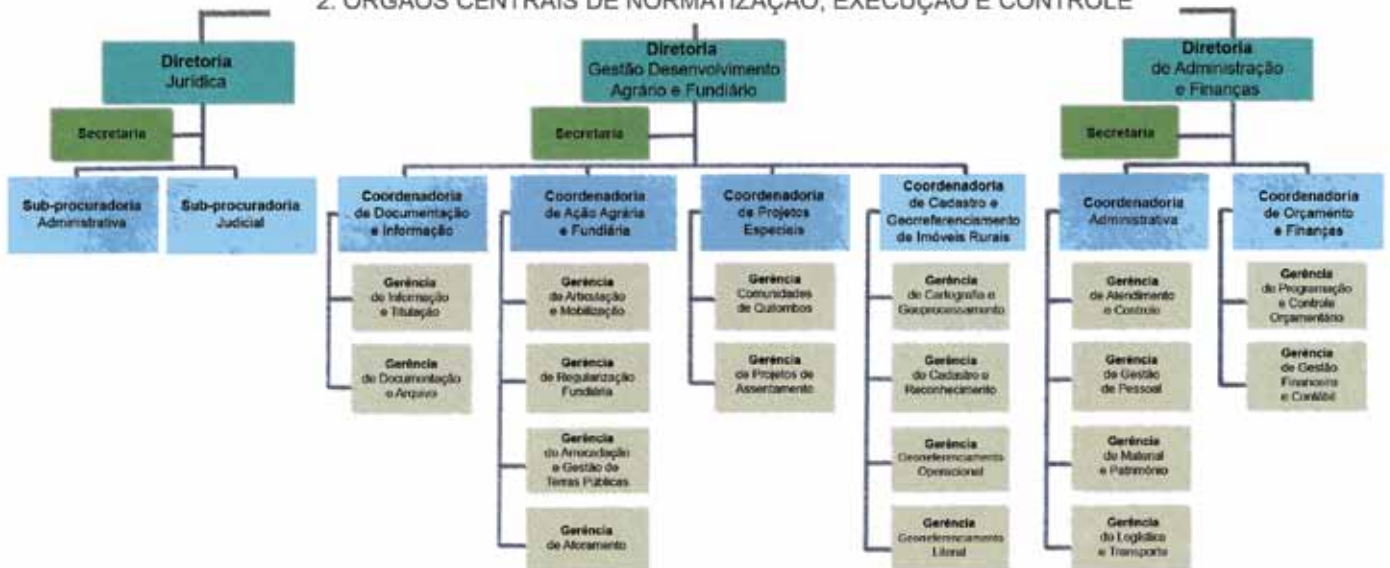 2. ÓRGÃOS CENTRAIS DE NORMATIZAÇÃO, EXECUÇÃO E CONTROLE
Diretoria
Jurídica
Secretaria
Sub-procuradoria
Administrativa
Sub-procuradoria
Judicial
Diretoria
Gestão Desenvolvimento
Agrário e Fundiário
Secretaria
Coordenadoria
de Documentação
e Informação
Gerência
de Informação
e Titulação
Gerência
de Documentação
e Arquivo
Coordenadoria
de Ação Agrária
e Fundiária
Gerência
de Articulação
e Mobilização
Gerência
de Regularização
Fundiária
Gerência
de Arrecadação
e Gestão de
Terras Públicas
Gerência
de Aforamento
Coordenadoria
de Projetos
Especiais
Gerência
Comunidades
de Quilombos
Gerência
de Projetos de
Assentamento
Coordenadoria
de Cadastro e
Georreferenciamento
de Imóveis Rurais
Gerência
de Cartografia e
Geoprocessamento
Gerência
de Cadastro e
Reconhecimento
Gerência
Georreferenciamento
Operacional
Gerência
Georreferenciamento
Litoral
Diretoria
de Administração
e Finanças
Secretaria
Coordenadoria
Administrativa
Gerência
de Atendimento
e Controle
Gerência
de Gestão
de Pessoal
Gerência
de Material
e Patrimônio
Gerência
de Logística
e Transporte
Coordenadoria
de Orçamento
e Finanças
Gerência
de Programação
e Controle
Orçamentário
Gerência
de Gestão
Financeira
e Contábil